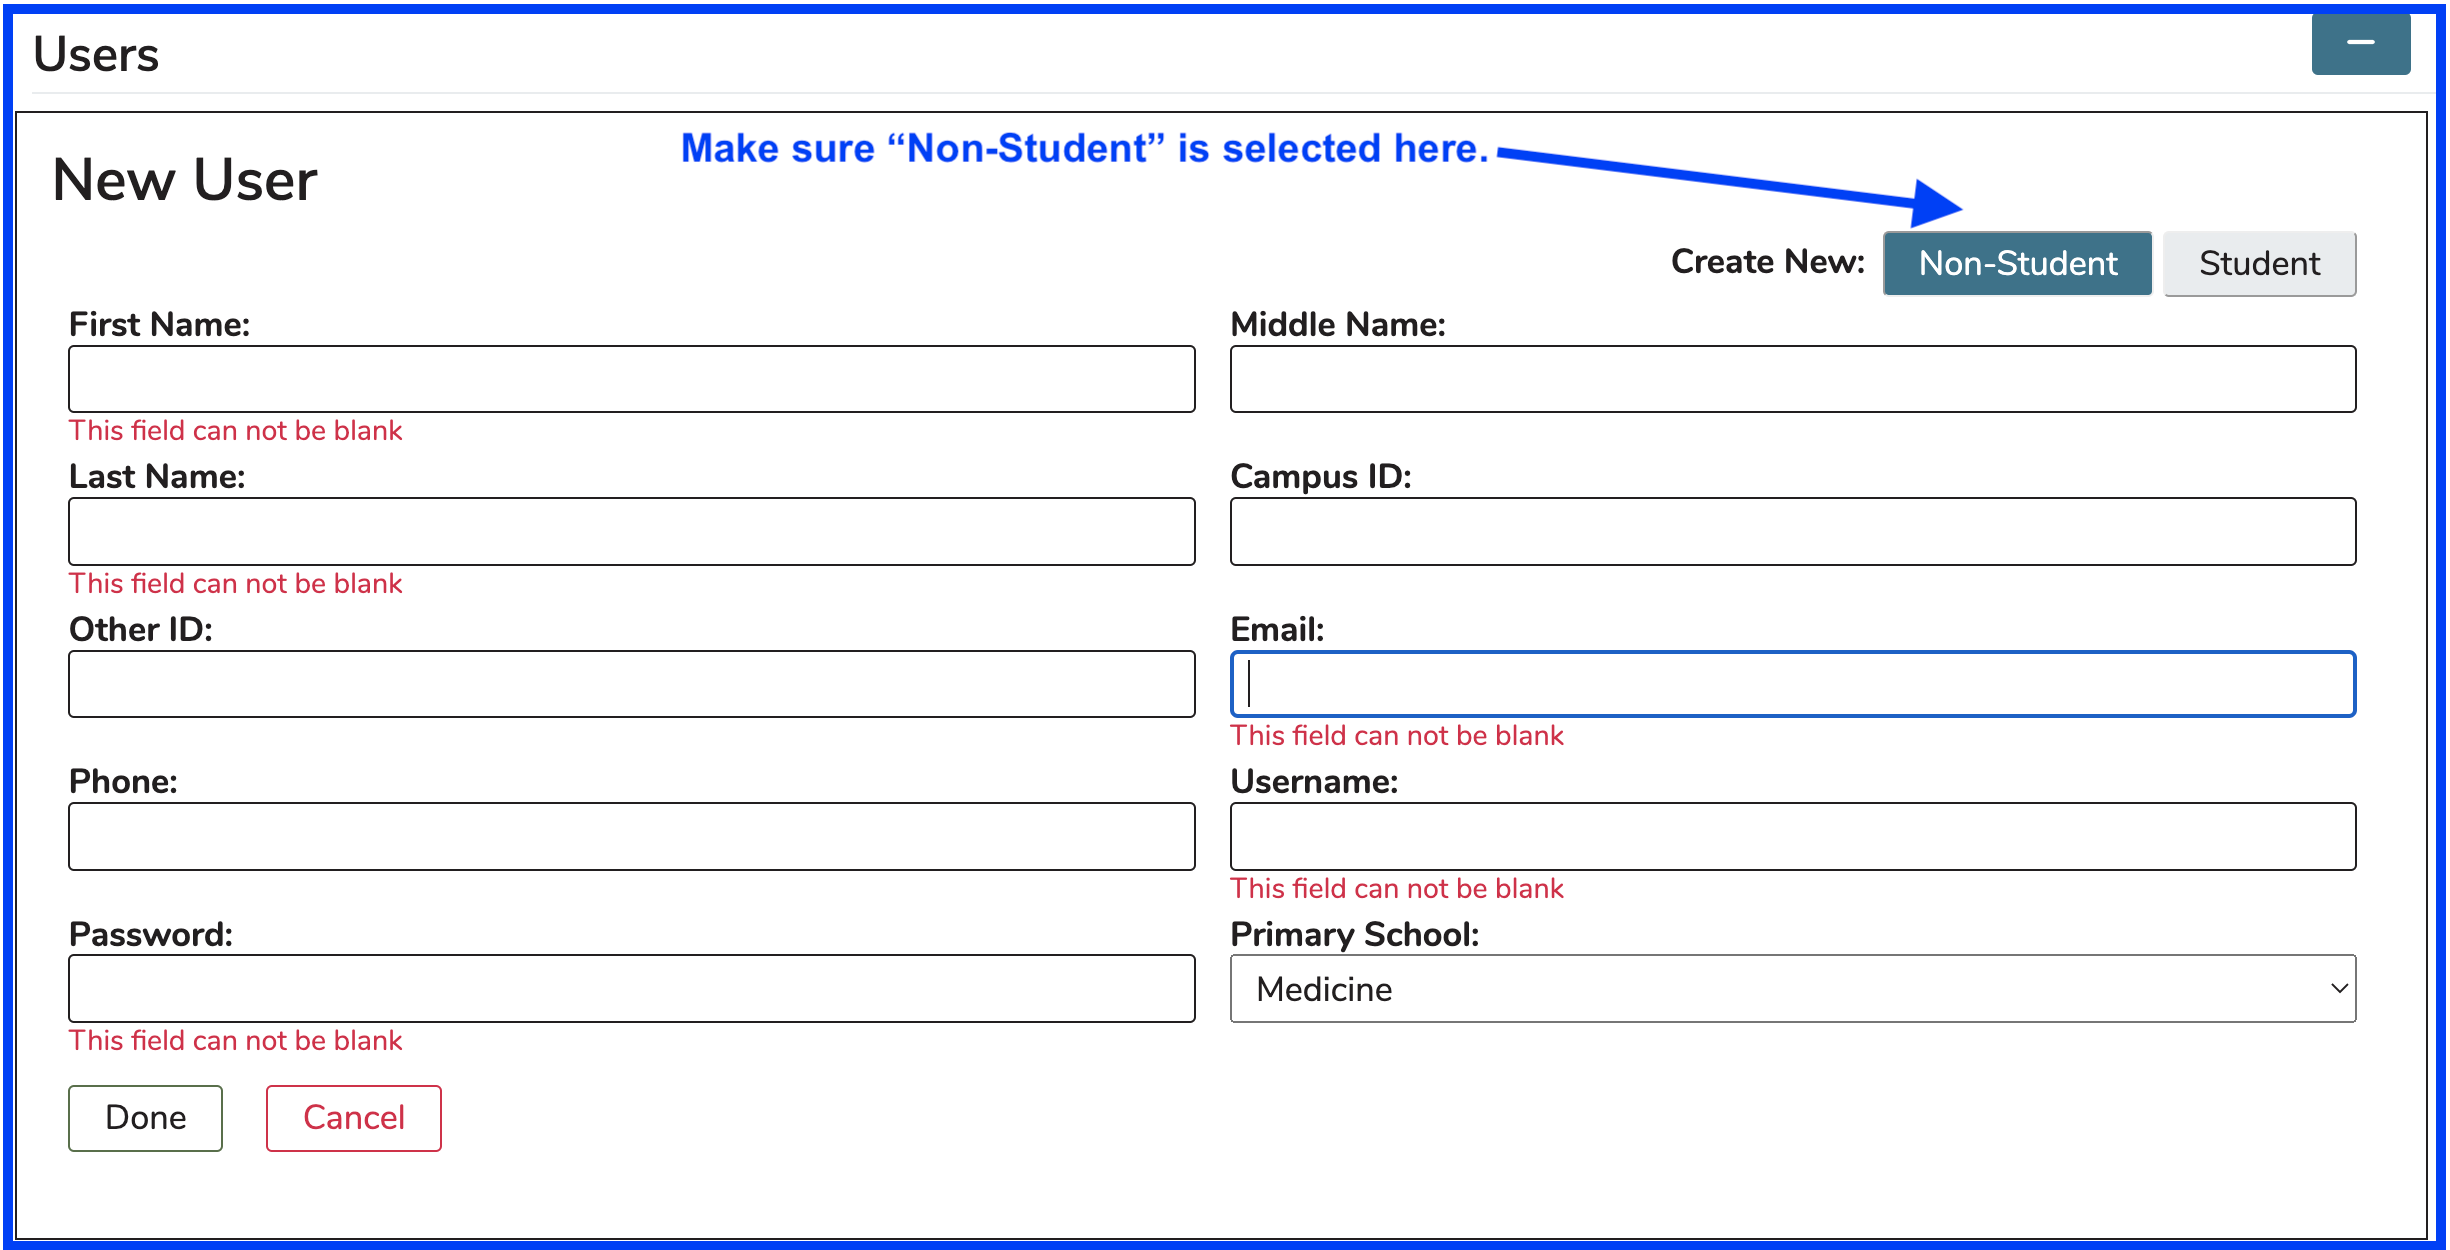 Users
Make sure “Non-Student” is selected here.
New User
Create New: Non-Student Student
First Name: Middle Name:
This field can not be blank
Last Name: Campus ID:
This field can not be blank
Other ID: Email:
This field can not be blank
Phone: Username:
This field can not be blank
Password: Primary School:
Medicine
This field can not be blank
Done Cancel